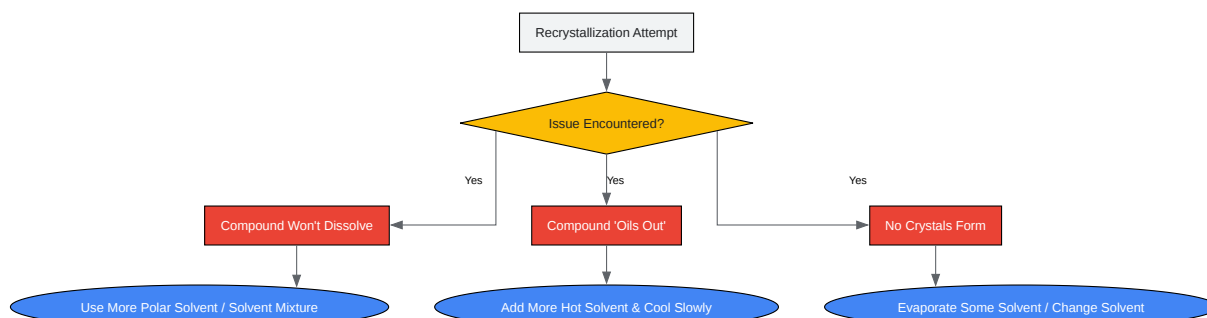 Recrystallization Attempt
Issue Encountered?
Yes
Yes
Yes
Compound Won't Dissolve
Compound 'Oils Out'
No Crystals Form
Use More Polar Solvent / Solvent Mixture
Add More Hot Solvent & Cool Slowly
Evaporate Some Solvent / Change Solvent